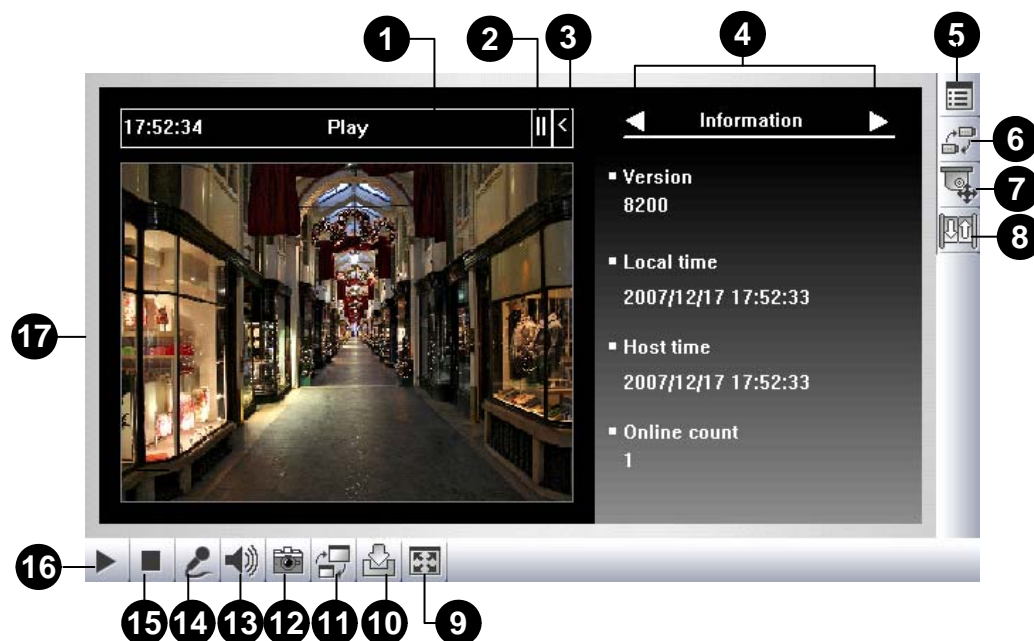 1 2 3 4 5
17:52:34 Play || <
Information
6
7
8
Version
8200
Local time
2007/12/17 17:52:33
Host time
2007/12/17 17:52:33
Online count
1
17
16
15 14 13 12 11 10 9